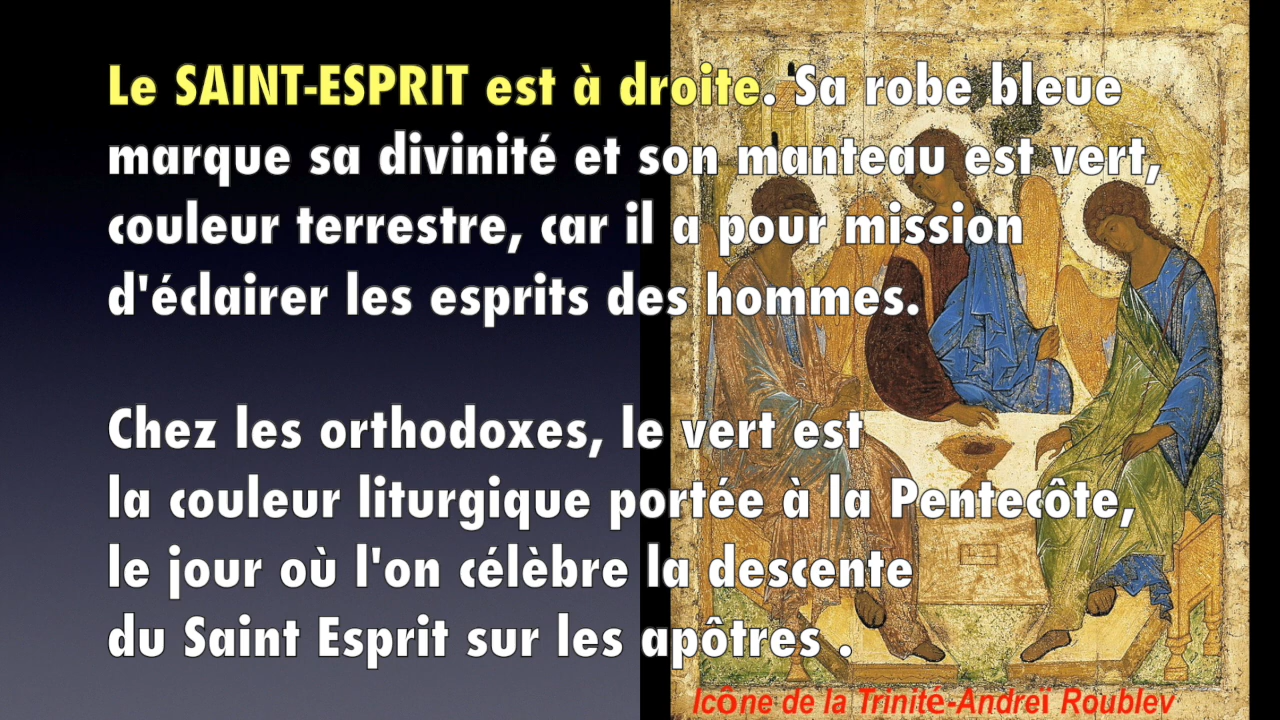 Le SAINT-ESPRIT est à droite. Sa robe bleue
marque sa divinité et son manteau est vert,
couleur terrestre, car il a pour mission
d'éclairer les esprits des hommes.
Chez les orthodoxes, le vert est
la couleur liturgique portée à la Pentecôte,
le jour où l'on célèbre la descente
du Saint Esprit sur les apôtres .
Icône de la Trinité-Andreï Roublev